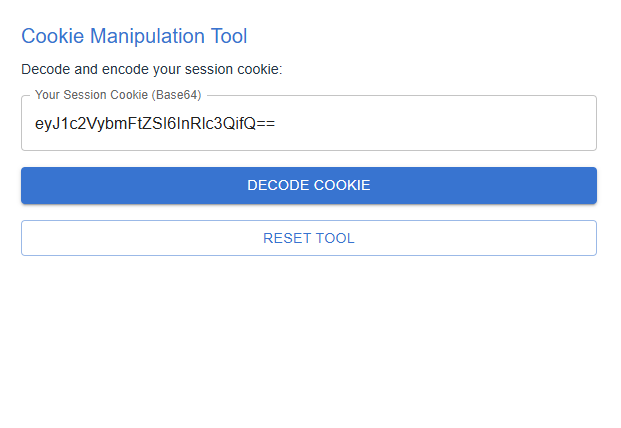 Cookie Manipulation Tool
Decode and encode your session cookie:
Your Session Cookie (Base64)
eyJ1c2VybmFtZSI6InRlc3QifQ==
DECODE COOKIE
RESET TOOL